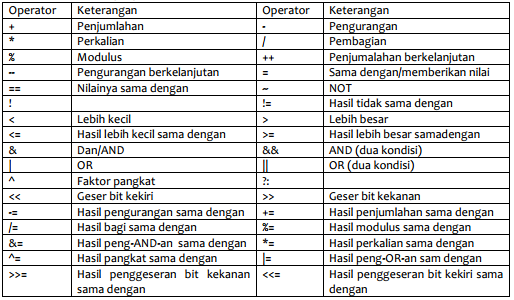 Operator Keterangan Operator Keterangan
+ Penjumlahan - Pengurangan
* Perkalian / Pembagian
% Modulus ++ Penjumalahan berkelanjutan
-- Pengurangan berkelanjutan = Sama dengan/memberikan nilai
== Nilainya sama dengan ~ NOT
! != Hasil tidak sama dengan
< Lebih kecil > Lebih besar
<= Hasil lebih kecil sama dengan >= Hasil lebih besar samadengan
& Dan/AND && AND (dua kondisi)
| OR || OR (dua kondisi)
^ Faktor pangkat ?:
<< Geser bit kekiri >> Geser bit kekanan
-= Hasil pengurangan sama dengan += Hasil penjumlahan sama dengan
/= Hasil bagi sama dengan %= Hasil modulus sama dengan
&= Hasil peng-AND-an sama dengan *= Hasil perkalian sama dengan
^= Hasil pangkat sama dengan |= Hasil peng-OR-an sam dengan
>>= Hasil penggeseran bit kekanan <<= Hasil penggeseran bit kekiri sama
sama dengan dengan